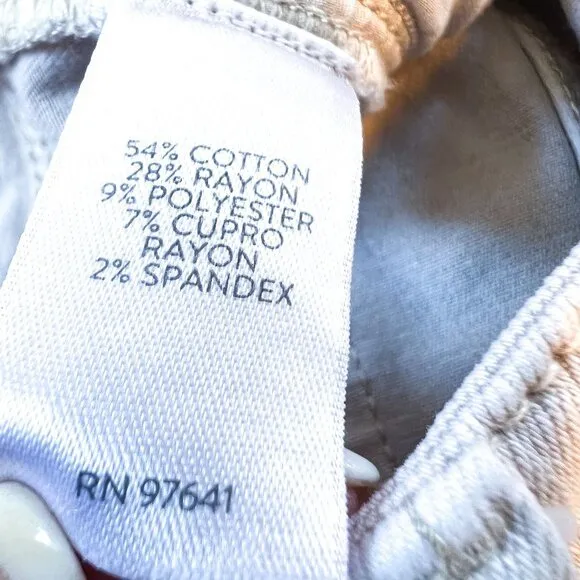 54% COTTON
28% RAYON
9% POLYESTER
7% CUPRO
RAYON
2% SPANDEX
RN 97641